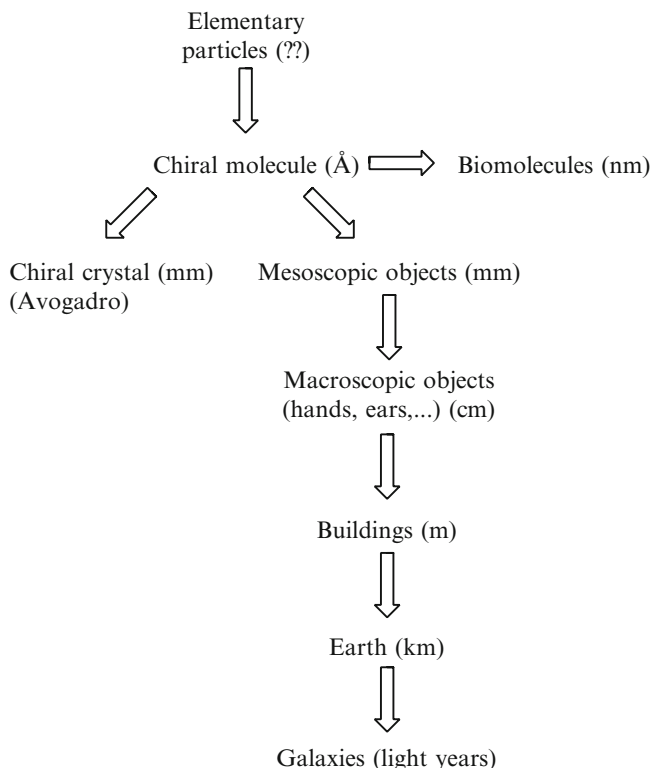 Elementary
particles (??)
Chiral molecule (Å)
Biomolecules (nm)
Chiral crystal (mm)
(Avogadro)
Mesoscopic objects (mm)
Macroscopic objects
(hands, ears,...) (cm)
Buildings (m)
Earth (km)
Galaxies (light years)